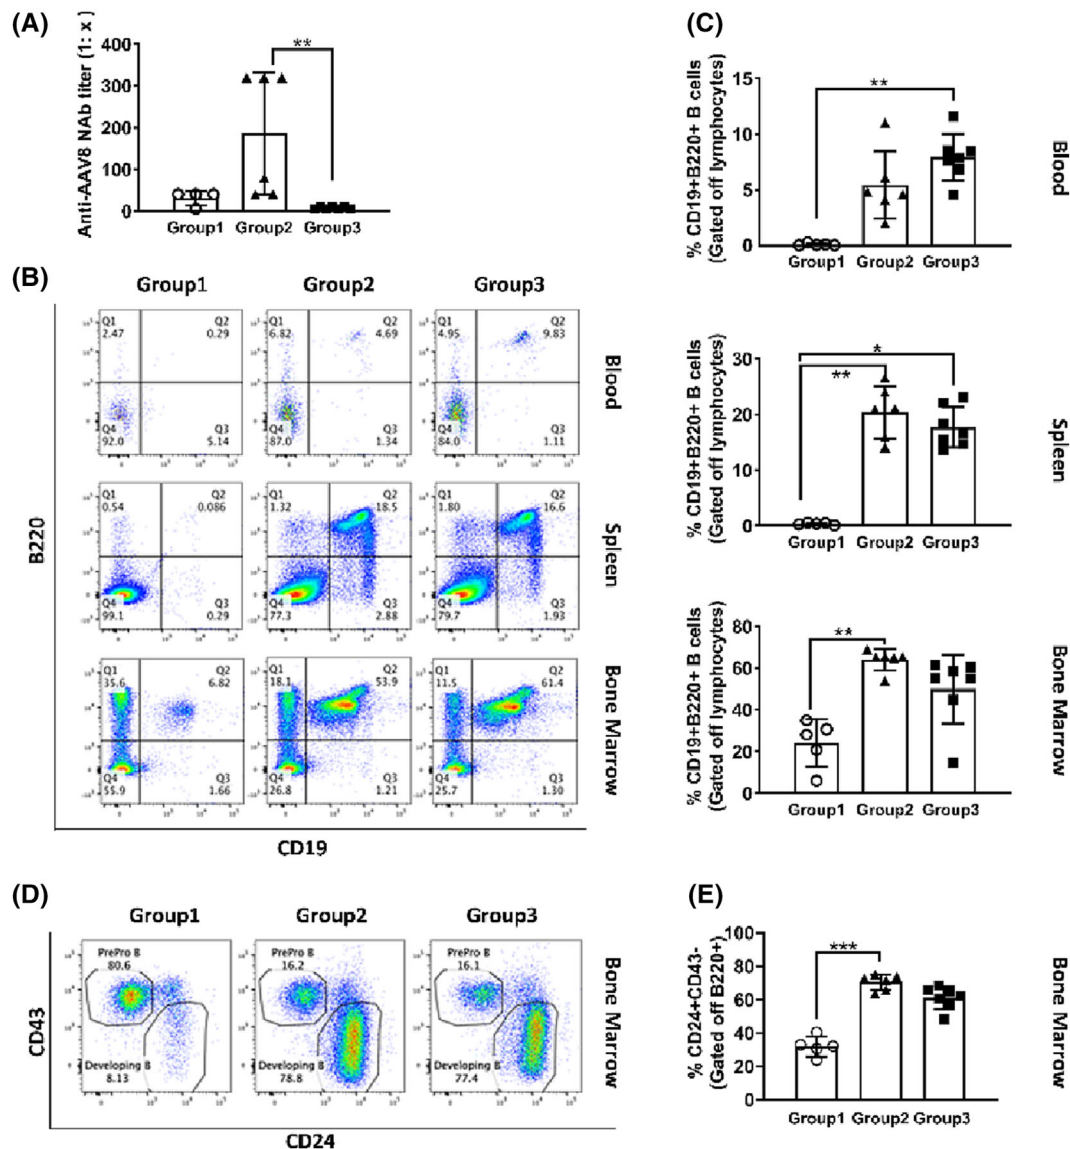 (A)
Anti-AAV8 NAb titer (1: x )
400
300
200
100
0
**
Group1 Group2 Group3
(B)
Group1 Group2 Group3
Q1 2.47 Q2 0.29
Q4 92.0 Q3 5.14
Q1 6.82 Q2 4.69
Q4 87.0 Q3 1.34
Q1 4.95 Q2 9.83
Q4 84.0 Q3 1.11
Blood
Q1 0.54 Q2 0.086
Q4 99.1 Q3 0.29
Q1 1.32 Q2 18.5
Q4 77.3 Q3 2.88
Q1 1.80 Q2 16.6
Q4 79.7 Q3 1.93
Spleen
Q1 35.6 Q2 6.82
Q4 55.9 Q3 1.66
Q1 18.1 Q2 53.9
Q4 26.8 Q3 1.21
Q1 11.5 Q2 61.4
Q4 25.7 Q3 1.30
Bone Marrow
B220
CD19
(C)
% CD19+B220+ B cells
(Gated off lymphocytes)
15
10
5
0
**
Group1 Group2 Group3
Blood
% CD19+B220+ B cells
(Gated off lymphocytes)
30
20
10
0
*
**
Group1 Group2 Group3
Spleen
% CD19+B220+ B cells
(Gated off lymphocytes)
80
60
40
20
0
**
Group1 Group2 Group3
Bone Marrow
(D)
Group1 Group2 Group3
PrePro B
80.6
Developing B
8.13
PrePro B
16.2
Developing B
78.8
PrePro B
16.1
Developing B
77.4
Bone Marrow
CD43
CD24
(E)
% CD24+CD43-
(Gated off B220+)
100
80
60
40
20
0
***
Group1 Group2 Group3
Bone Marrow